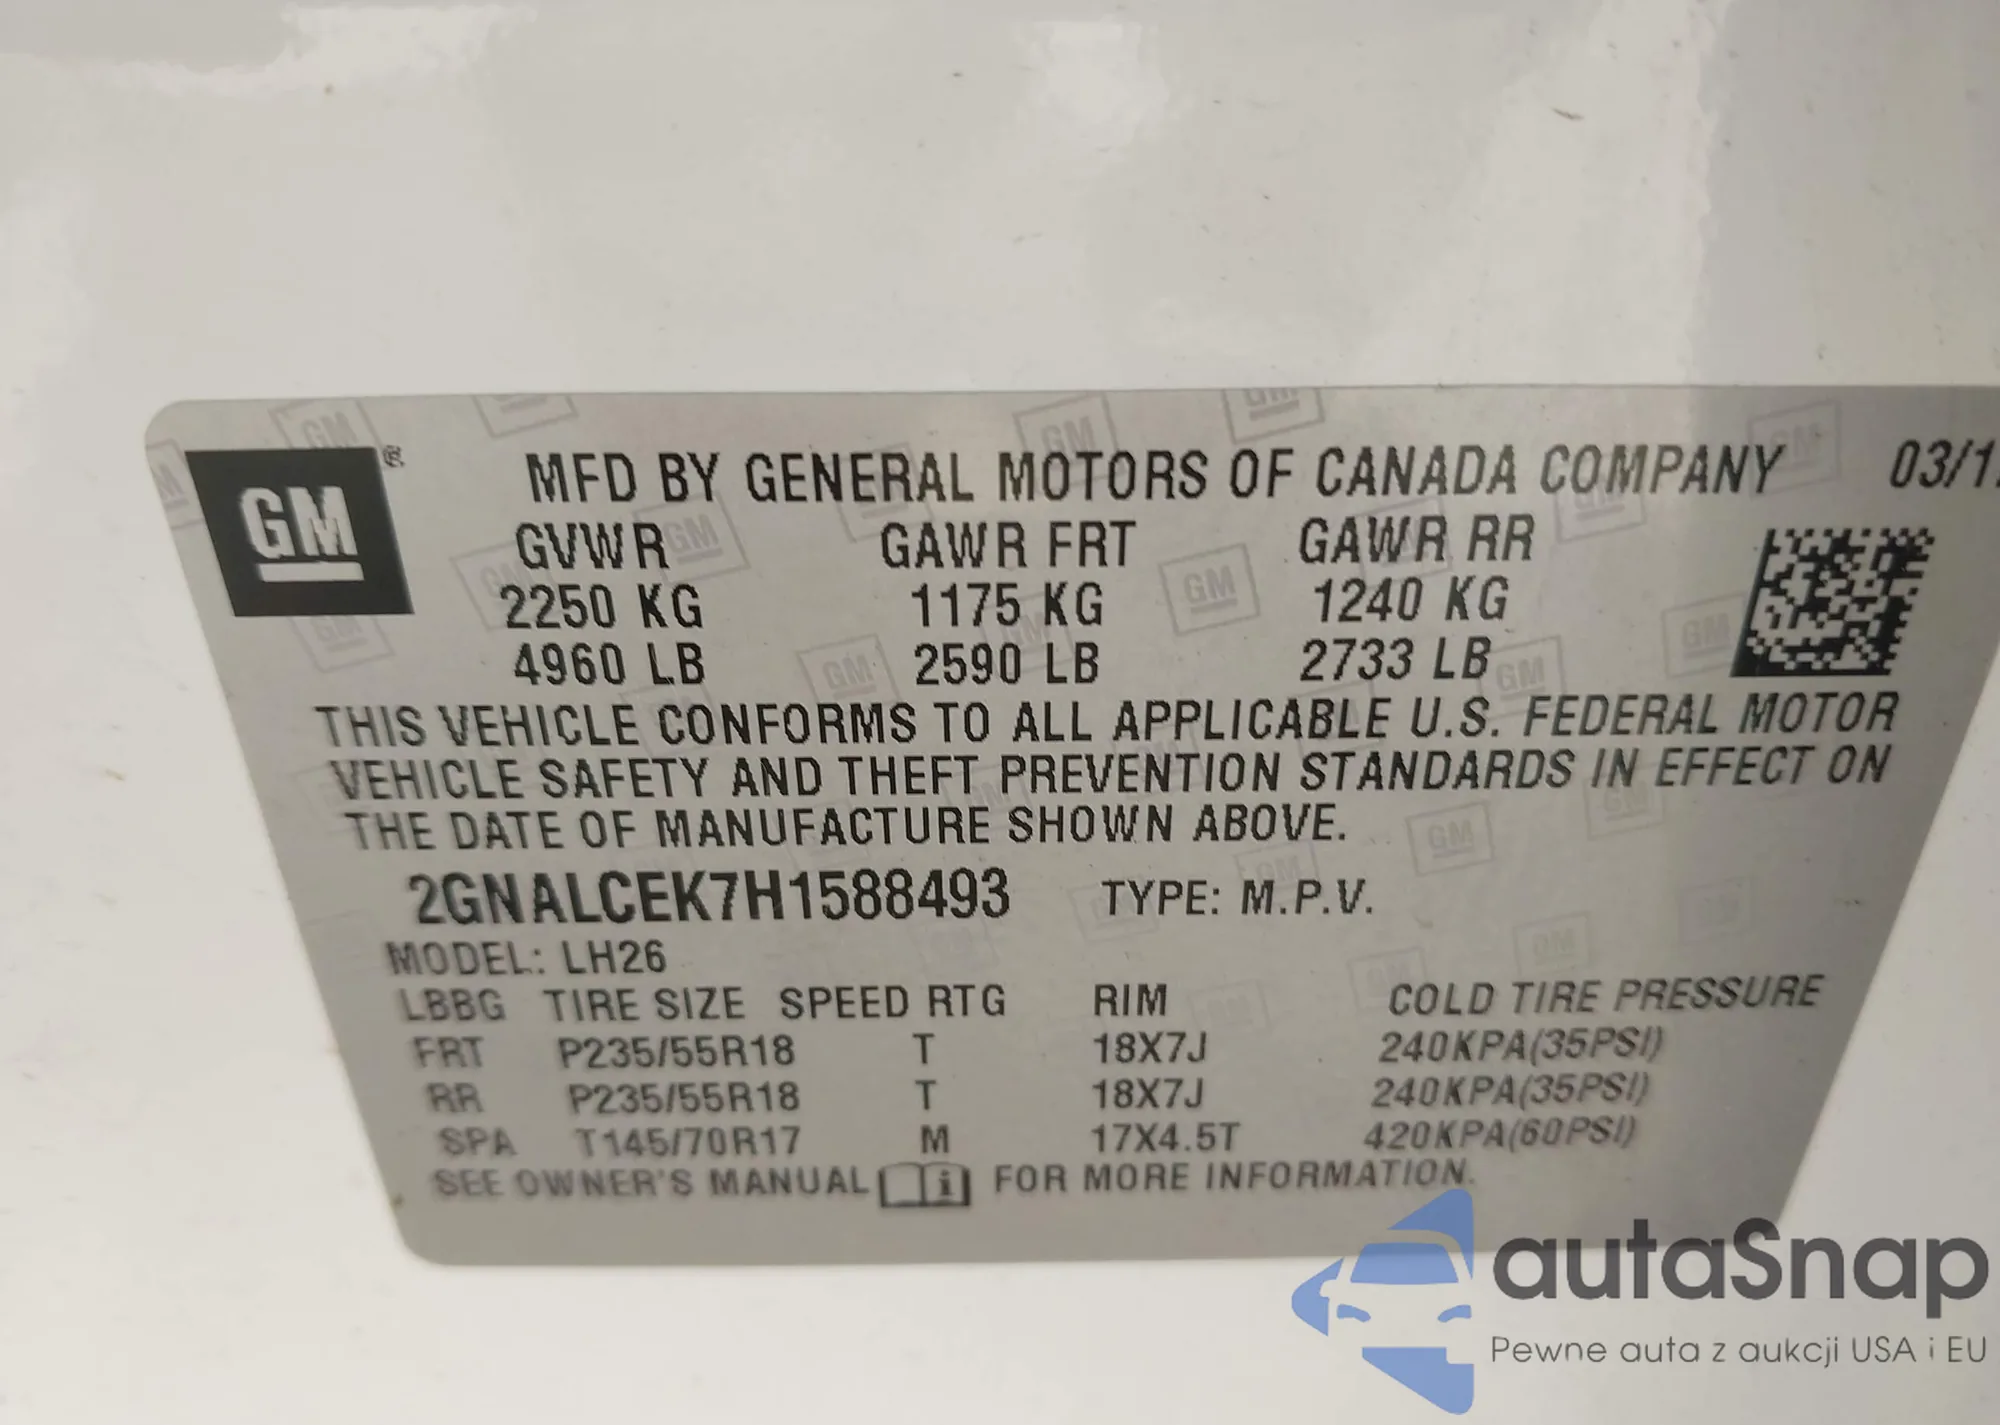 GM ®
MFD BY GENERAL MOTORS OF CANADA COMPANY 03/1
GVWR GAWR FRT GAWR RR
2250 KG 1175 KG 1240 KG
4960 LB 2590 LB 2733 LB
THIS VEHICLE CONFORMS TO ALL APPLICABLE U.S. FEDERAL MOTOR
VEHICLE SAFETY AND THEFT PREVENTION STANDARDS IN EFFECT ON
THE DATE OF MANUFACTURE SHOWN ABOVE.
2GNALCEK7H1588493 TYPE: M.P.V.
MODEL: LH26
LBBG TIRE SIZE SPEED RTG RIM COLD TIRE PRESSURE
FRT P235/55R18 T 18X7J 240KPA(35PSI)
RR P235/55R18 T 18X7J 240KPA(35PSI)
SPA T145/70R17 M 17X4.5T 420KPA(60PSI)
SEE OWNER'S MANUAL i FOR MORE INFORMATION.
autaSnap
Pewne auta z aukcji USA i EU